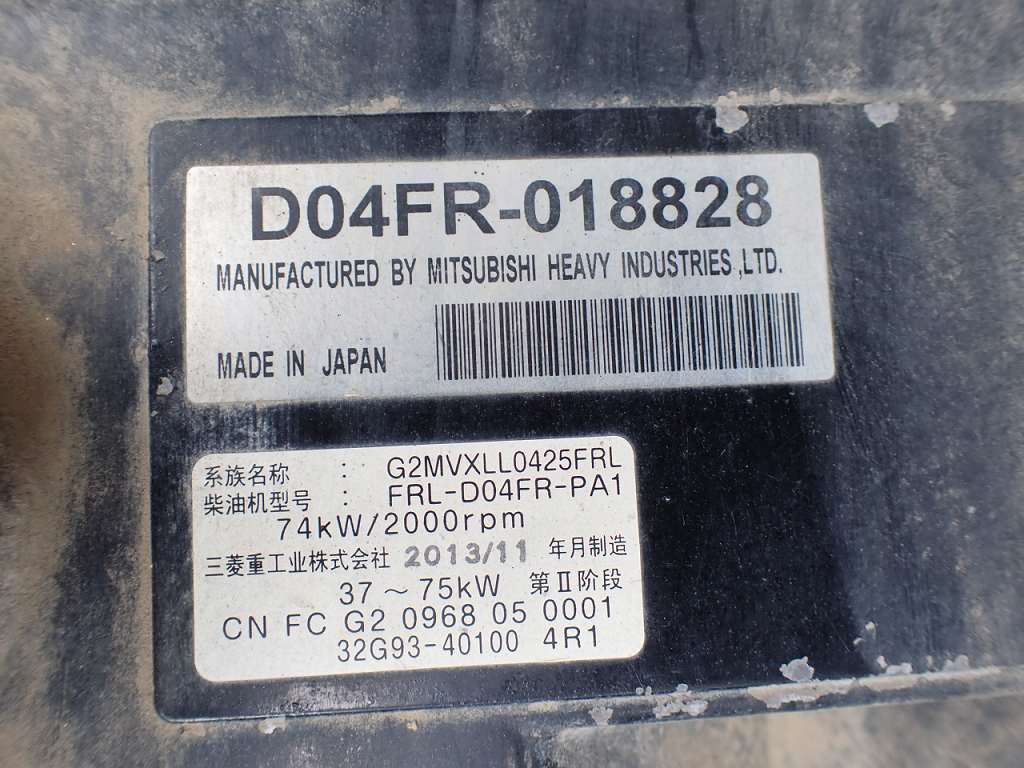 D04FR-018828
MANUFACTURED BY MITSUBISHI HEAVY INDUSTRIES,LTD.
MADE IN JAPAN
系族名称 : G2MVXLL0425FRL
柴油机型号 : FRL-D04FR-PA1
74kW/2000rpm
三菱重工业株式会社 2013/11 年月制造
37~75kW 第Ⅱ阶段
CN FC G2 0968 05 0001
32G93-40100 4R1